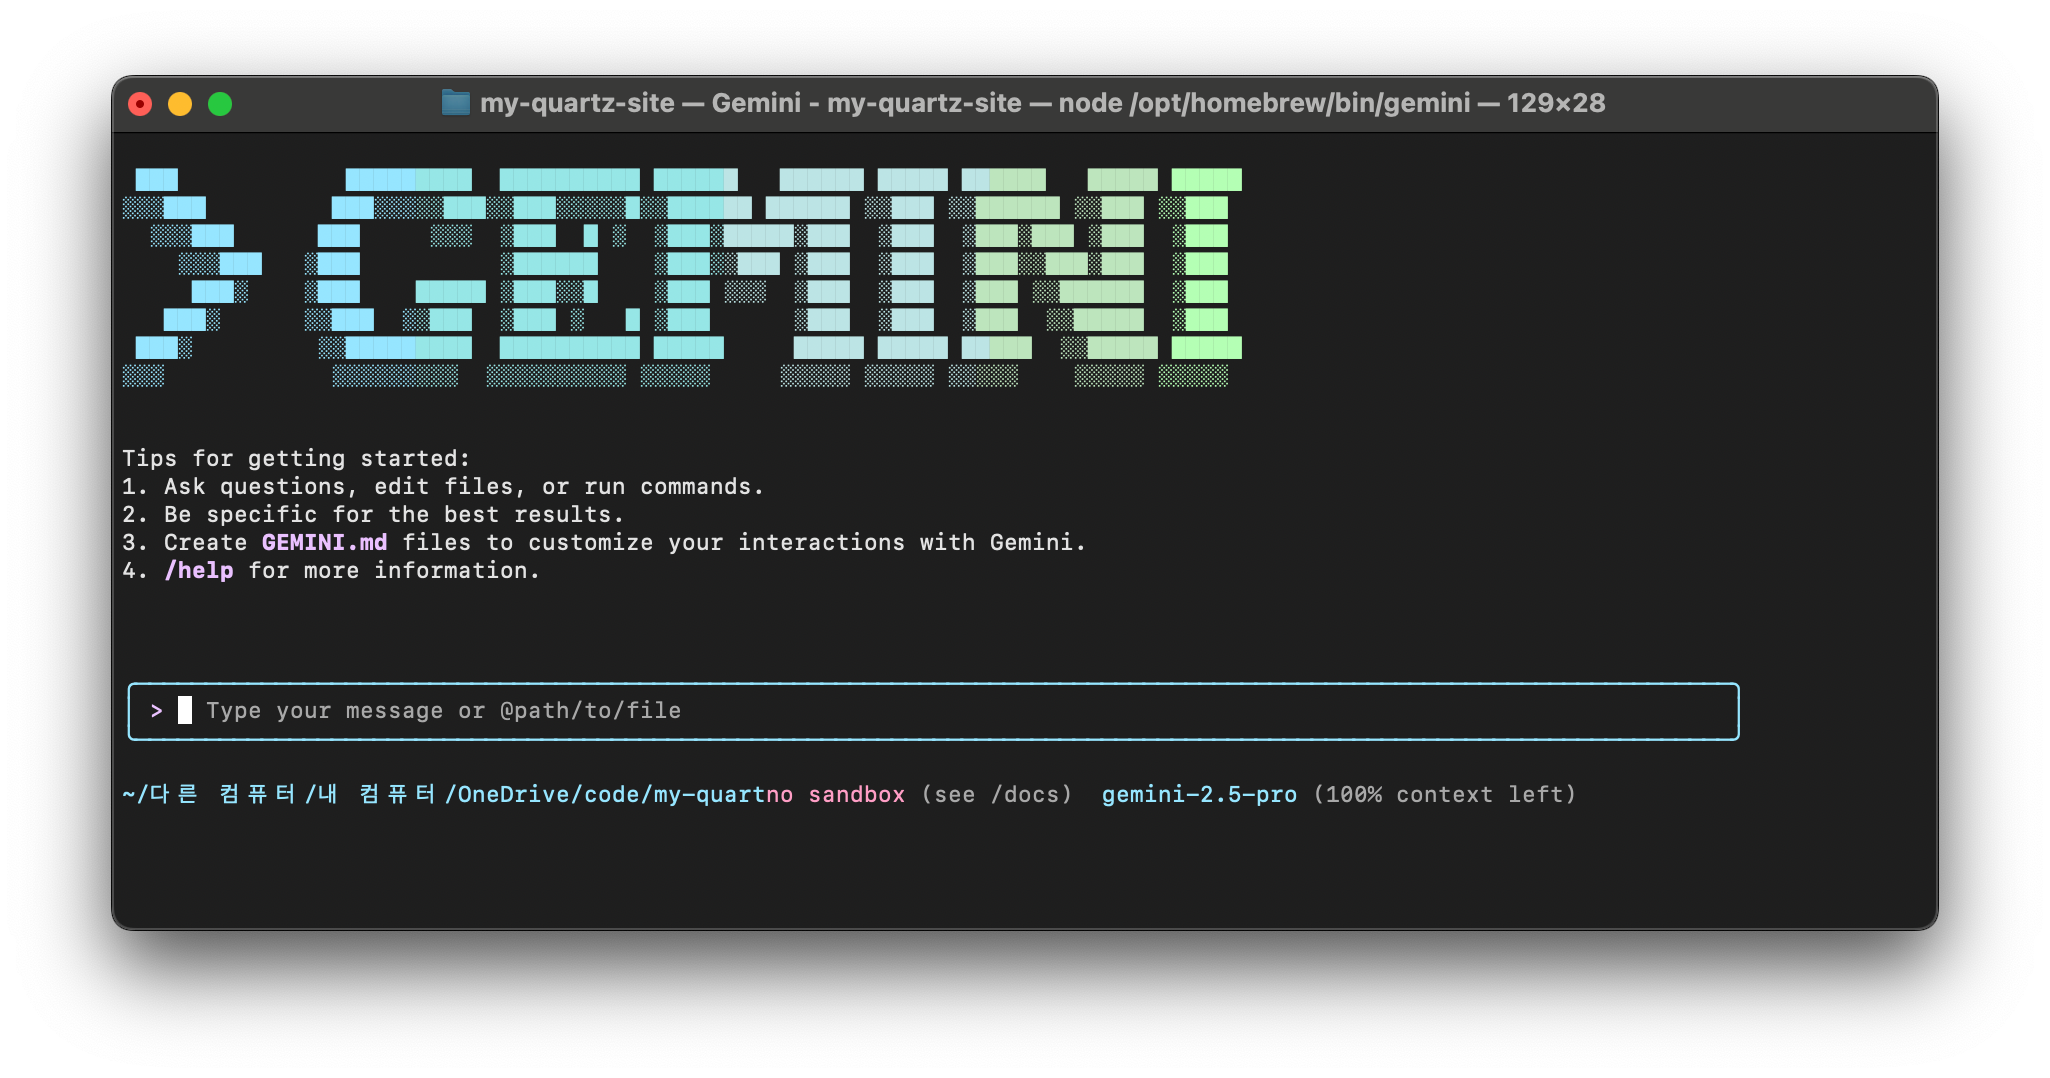 my-quartz-site — Gemini - my-quartz-site — node /opt/homebrew/bin/gemini — 129×28
> GEMINI
Tips for getting started:
1. Ask questions, edit files, or run commands.
2. Be specific for the best results.
3. Create GEMINI.md files to customize your interactions with Gemini.
4. /help for more information.
> Type your message or @path/to/file
~/다른 컴퓨터/내 컴퓨터/OneDrive/code/my-quartno sandbox (see /docs) gemini-2.5-pro (100% context left)